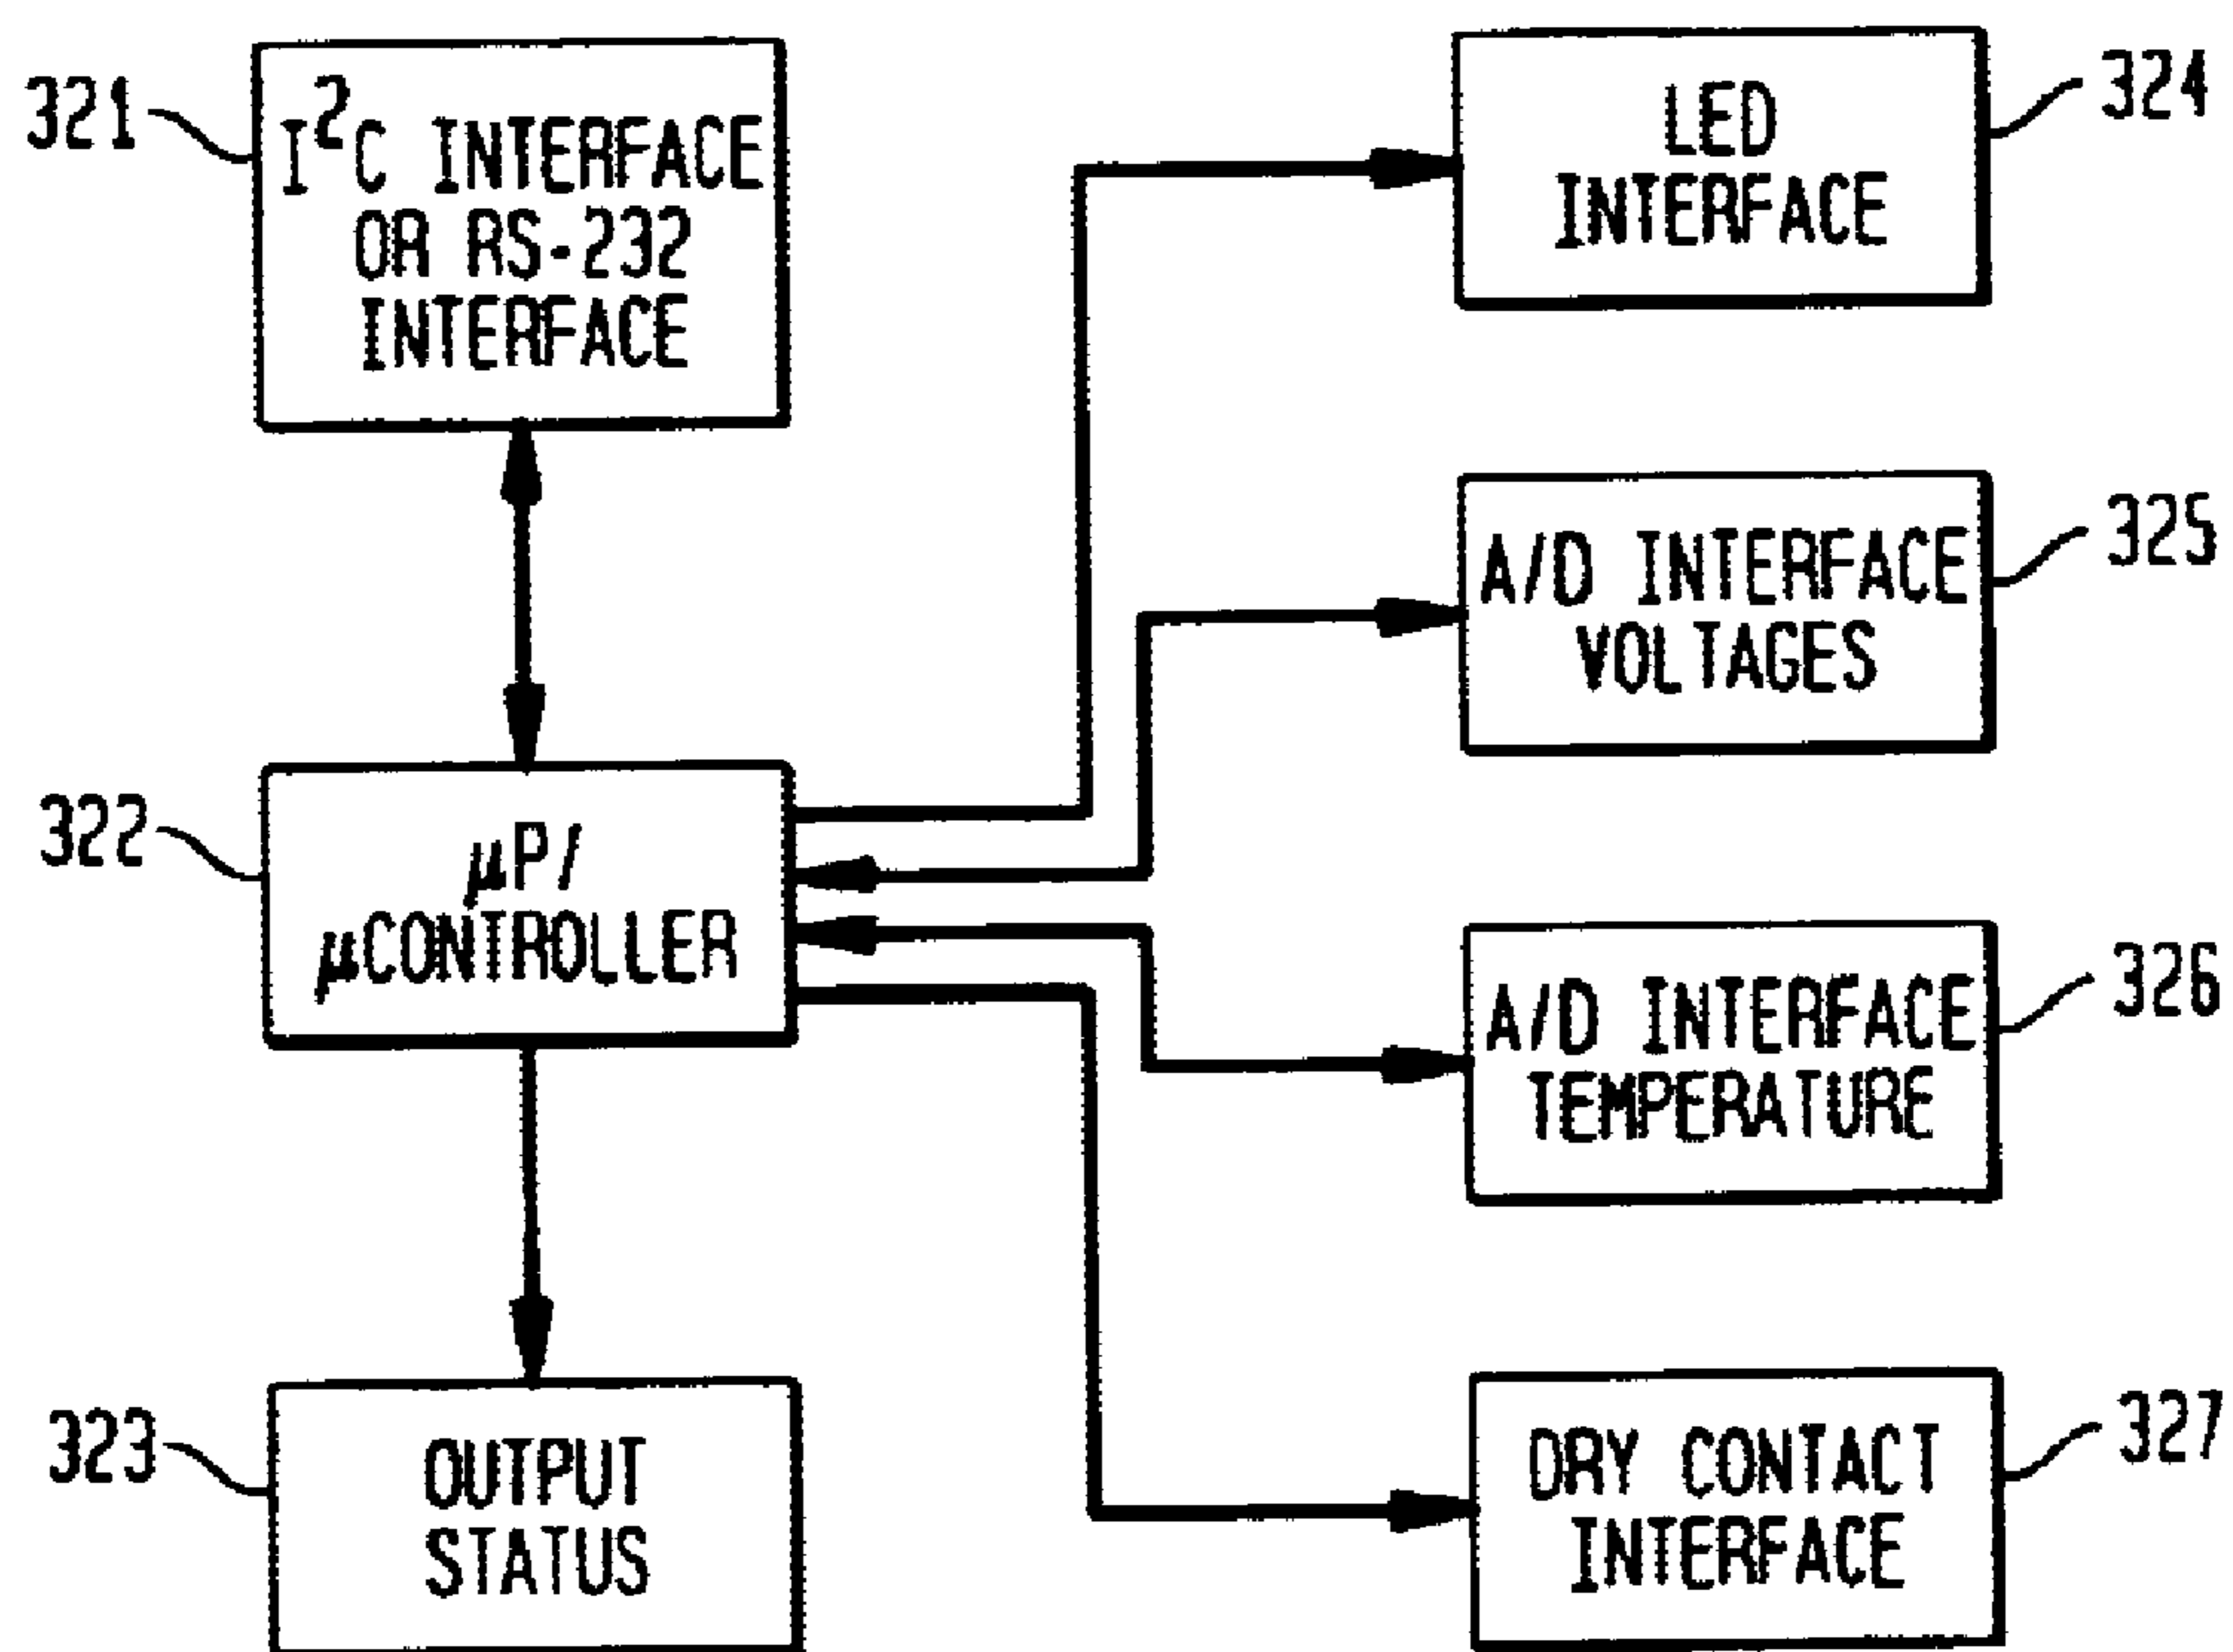 321
I²C INTERFACE
OR RS-232
INTERFACE
322
µP/
µCONTROLLER
323
OUTPUT
STATUS
324
LED
INTERFACE
325
A/D INTERFACE
VOLTAGES
326
A/D INTERFACE
TEMPERATURE
327
DRY CONTACT
INTERFACE